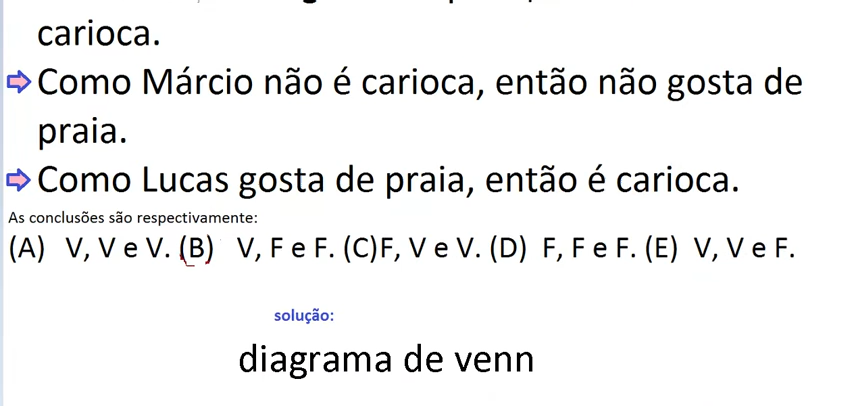 carioca.
Como Márcio não é carioca, então não gosta de
praia.
Como Lucas gosta de praia, então é carioca.
As conclusões são respectivamente:
(A) V, V e V. (B) V, F e F. (C)F, V e V. (D) F, F e F. (E) V, V e F.
solução:
diagrama de venn